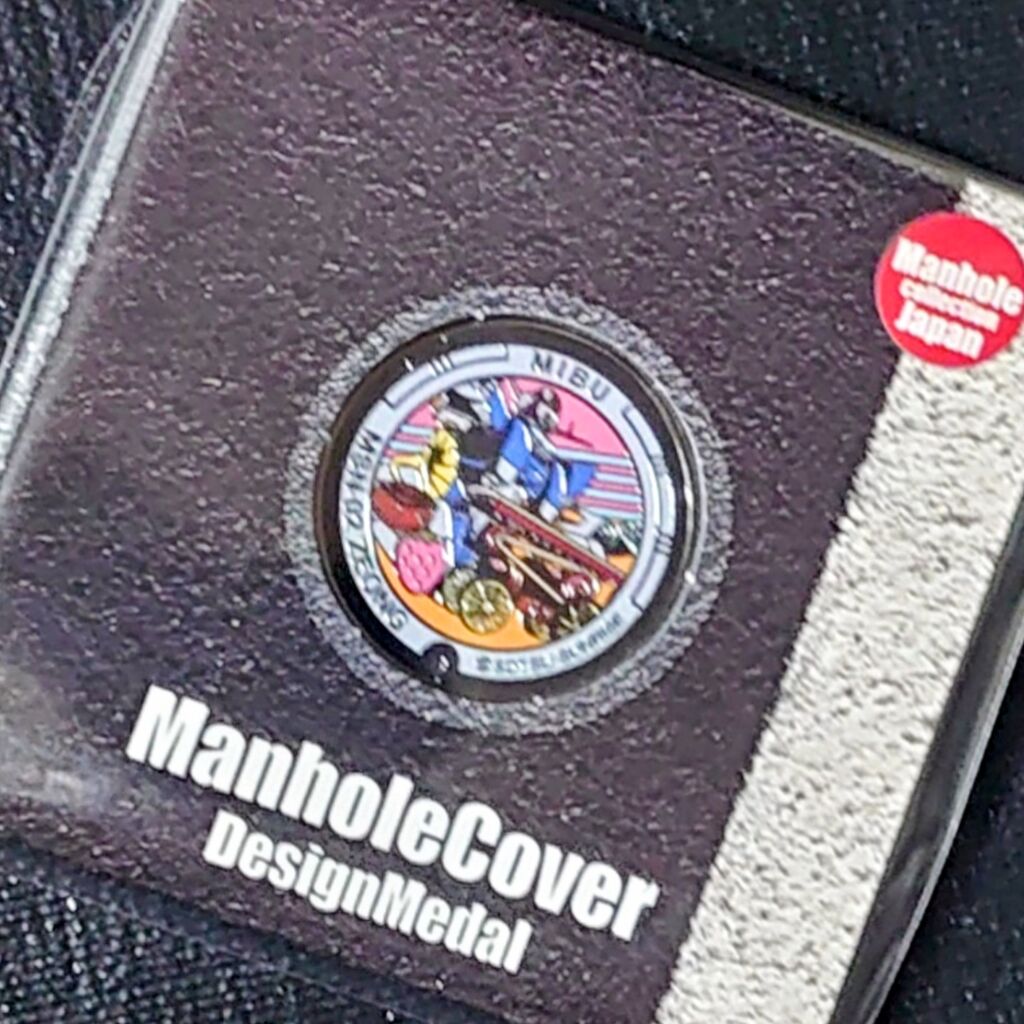 Manhole
collection
Japan
MIBU
ManholeCover
DesignMedal